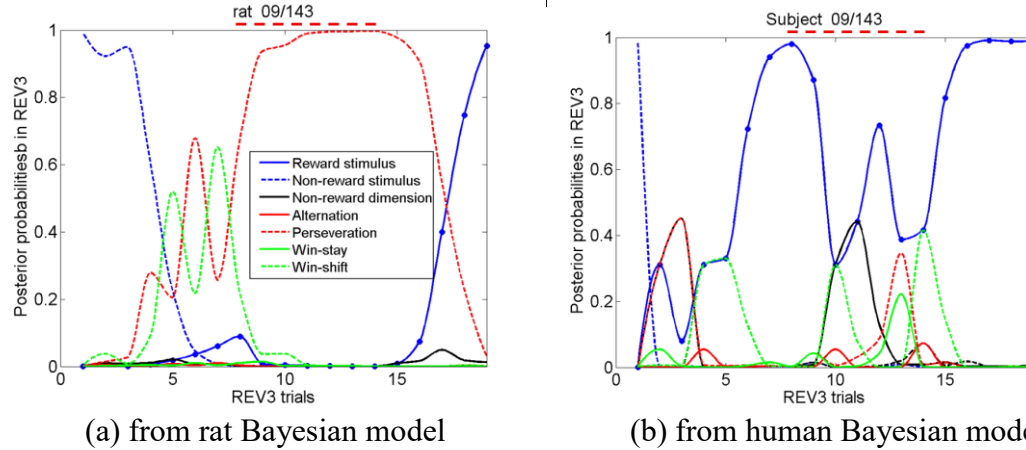 rat 09/143
Posterior probabilitiesb in REV3
1
0.8
0.6
0.4
0.2
0
0
5
10
15
REV3 trials
Reward stimulus
Non-reward stimulus
Non-reward dimension
Alternation
Perseveration
Win-stay
Win-shift
(a) from rat Bayesian model
Subject 09/143
Posterior probabilities in REV3
1
0.8
0.6
0.4
0.2
0
0
5
10
15
REV3 trials
(b) from human Bayesian mode